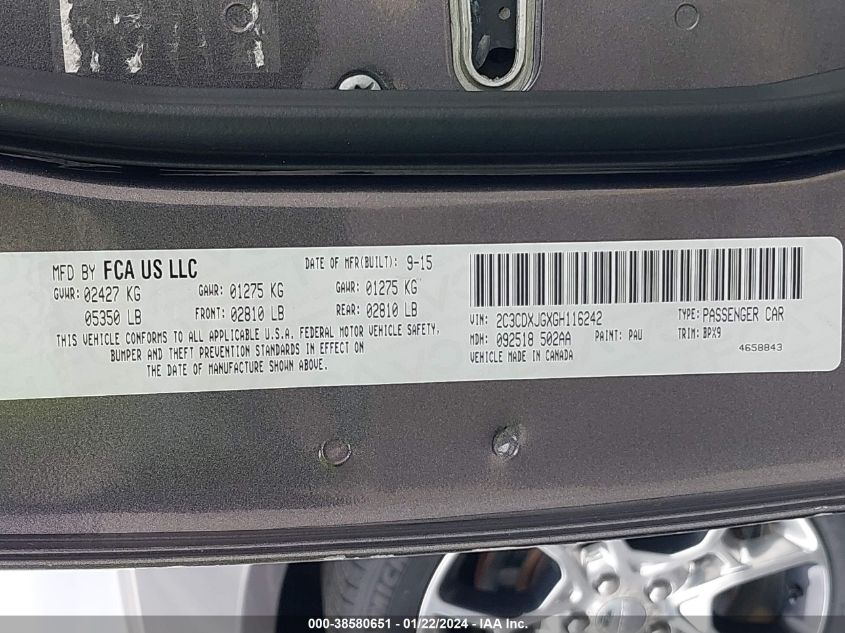 MFD BY FCA US LLC DATE OF MFR(BUILT): 9-15
GVWR: 02427 KG GAWR: 01275 KG GAWR: 01275 KG
05350 LB FRONT: 02810 LB REAR: 02810 LB
THIS VEHICLE CONFORMS TO ALL APPLICABLE U.S.A. FEDERAL MOTOR VEHICLE SAFETY,
BUMPER AND THEFT PREVENTION STANDARDS IN EFFECT ON
THE DATE OF MANUFACTURE SHOWN ABOVE.
VIN: 2C3CDXJGXGH116242 TYPE: PASSENGER CAR
MDH: 092518 502AA PAINT: PAU TRIM: BPX9
VEHICLE MADE IN CANADA 4658843
000-38580651 - 01/22/2024 - IAA Inc.